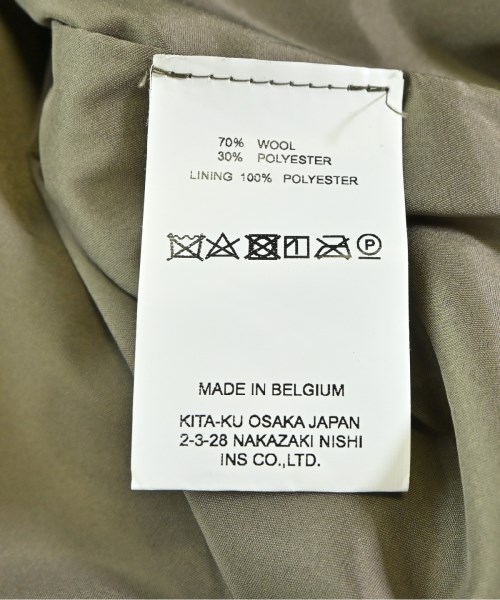 70% WOOL
30% POLYESTER
LINING 100% POLYESTER
P
MADE IN BELGIUM
KITA-KU OSAKA JAPAN
2-3-28 NAKAZAKI NISHI
INS CO.,LTD.